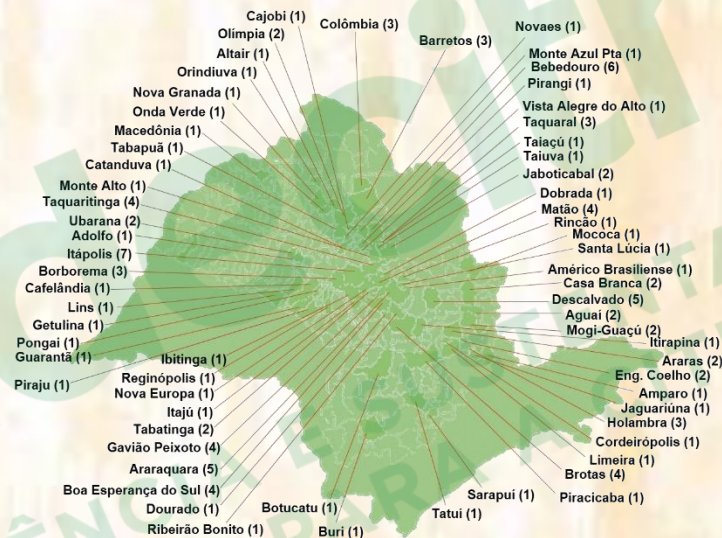 Cajobi (1)
Olímpia (2)
Altair (1)
Orindiuva (1)
Nova Granada (1)
Onda Verde (1)
Macedônia (1)
Tabapuã (1)
Catanduva (1)
Monte Alto (1)
Taquaritinga (4)
Ubarana (2)
Adolfo (1)
Itápolis (7)
Borborema (3)
Cafelândia (1)
Lins (1)
Getulina (1)
Pongai (1)
Guarantã (1)
Piraju (1)
Ibitinga (1)
Reginópolis (1)
Nova Europa (1)
Itajú (1)
Tabatinga (2)
Gavião Peixoto (4)
Araraquara (5)
Boa Esperança do Sul (4)
Dourado (1)
Ribeirão Bonito (1)
Colômbia (3)
Barretos (3)
Novaes (1)
Monte Azul Pta (1)
Bebedouro (6)
Pirangi (1)
Vista Alegre do Alto (1)
Taquaral (3)
Taiaçú (1)
Taiuva (1)
Jaboticabal (2)
Dobrada (1)
Matão (4)
Rincão (1)
Mococa (1)
Santa Lúcia (1)
Américo Brasiliense (1)
Casa Branca (2)
Descalvado (5)
Aguaí (2)
Mogi-Guaçú (2)
Itirapina (1)
Araras (2)
Eng. Coelho (2)
Amparo (1)
Jaguariúna (1)
Holambra (3)
Cordeirópolis (1)
Limeira (1)
Brotas (4)
Piracicaba (1)
Sarapuí (1)
Tatuí (1)
Botucatu (1)
Buri (1)